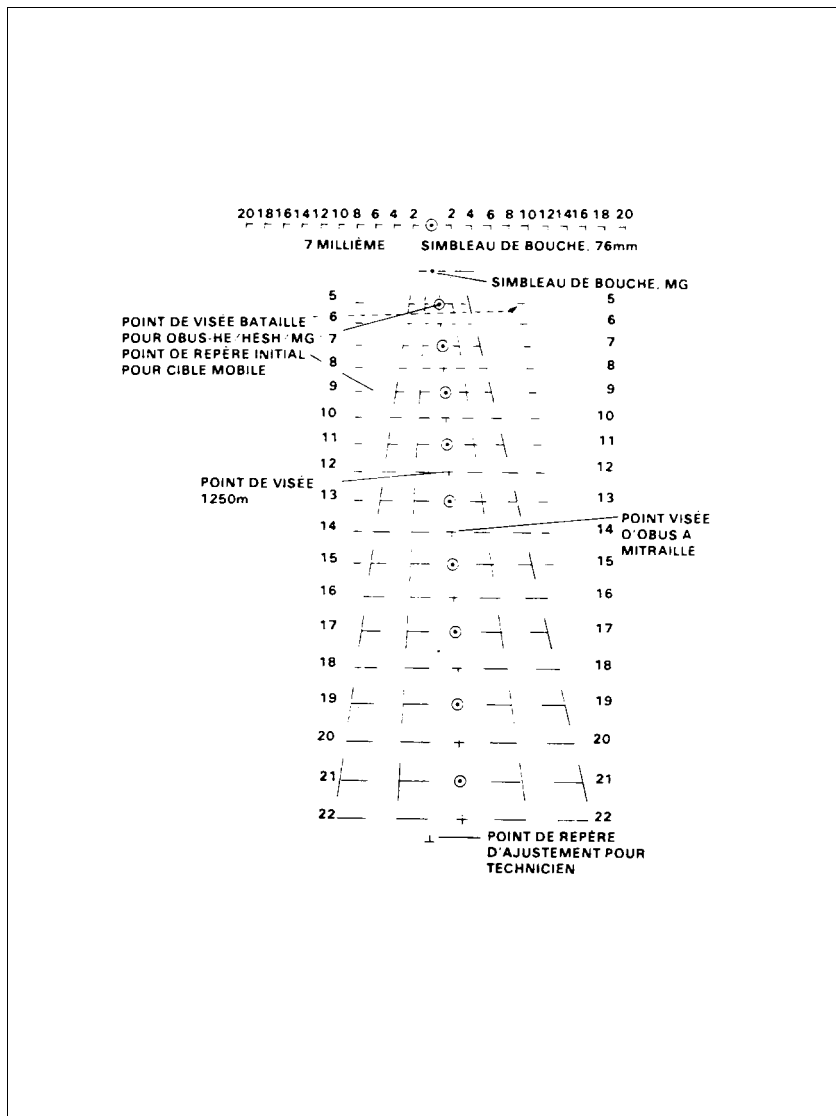 20 18 16 14 12 10 8 6 4 2 2 4 6 8 10 12 14 16 18 20
7 MILLIÈME SIMBLEAU DE BOUCHE. 76mm
SIMBLEAU DE BOUCHE, MG
5 5
6 6
POINT DE VISÉE BATAILLE
POUR OBUS-HE/HESH/MG 7 7
POINT DE REPÈRE INITIAL
POUR CIBLE MOBILE
8 8
9 9
10 10
11 11
12 12
POINT DE VISÉE
1250m
13 13
14 14
POINT VISÉE
D'OBUS A
MITRAILLE
15 15
16 16
17 17
18 18
19 19
20 20
21 21
22 22
POINT DE REPÈRE
D'AJUSTEMENT POUR
TECHNICIEN